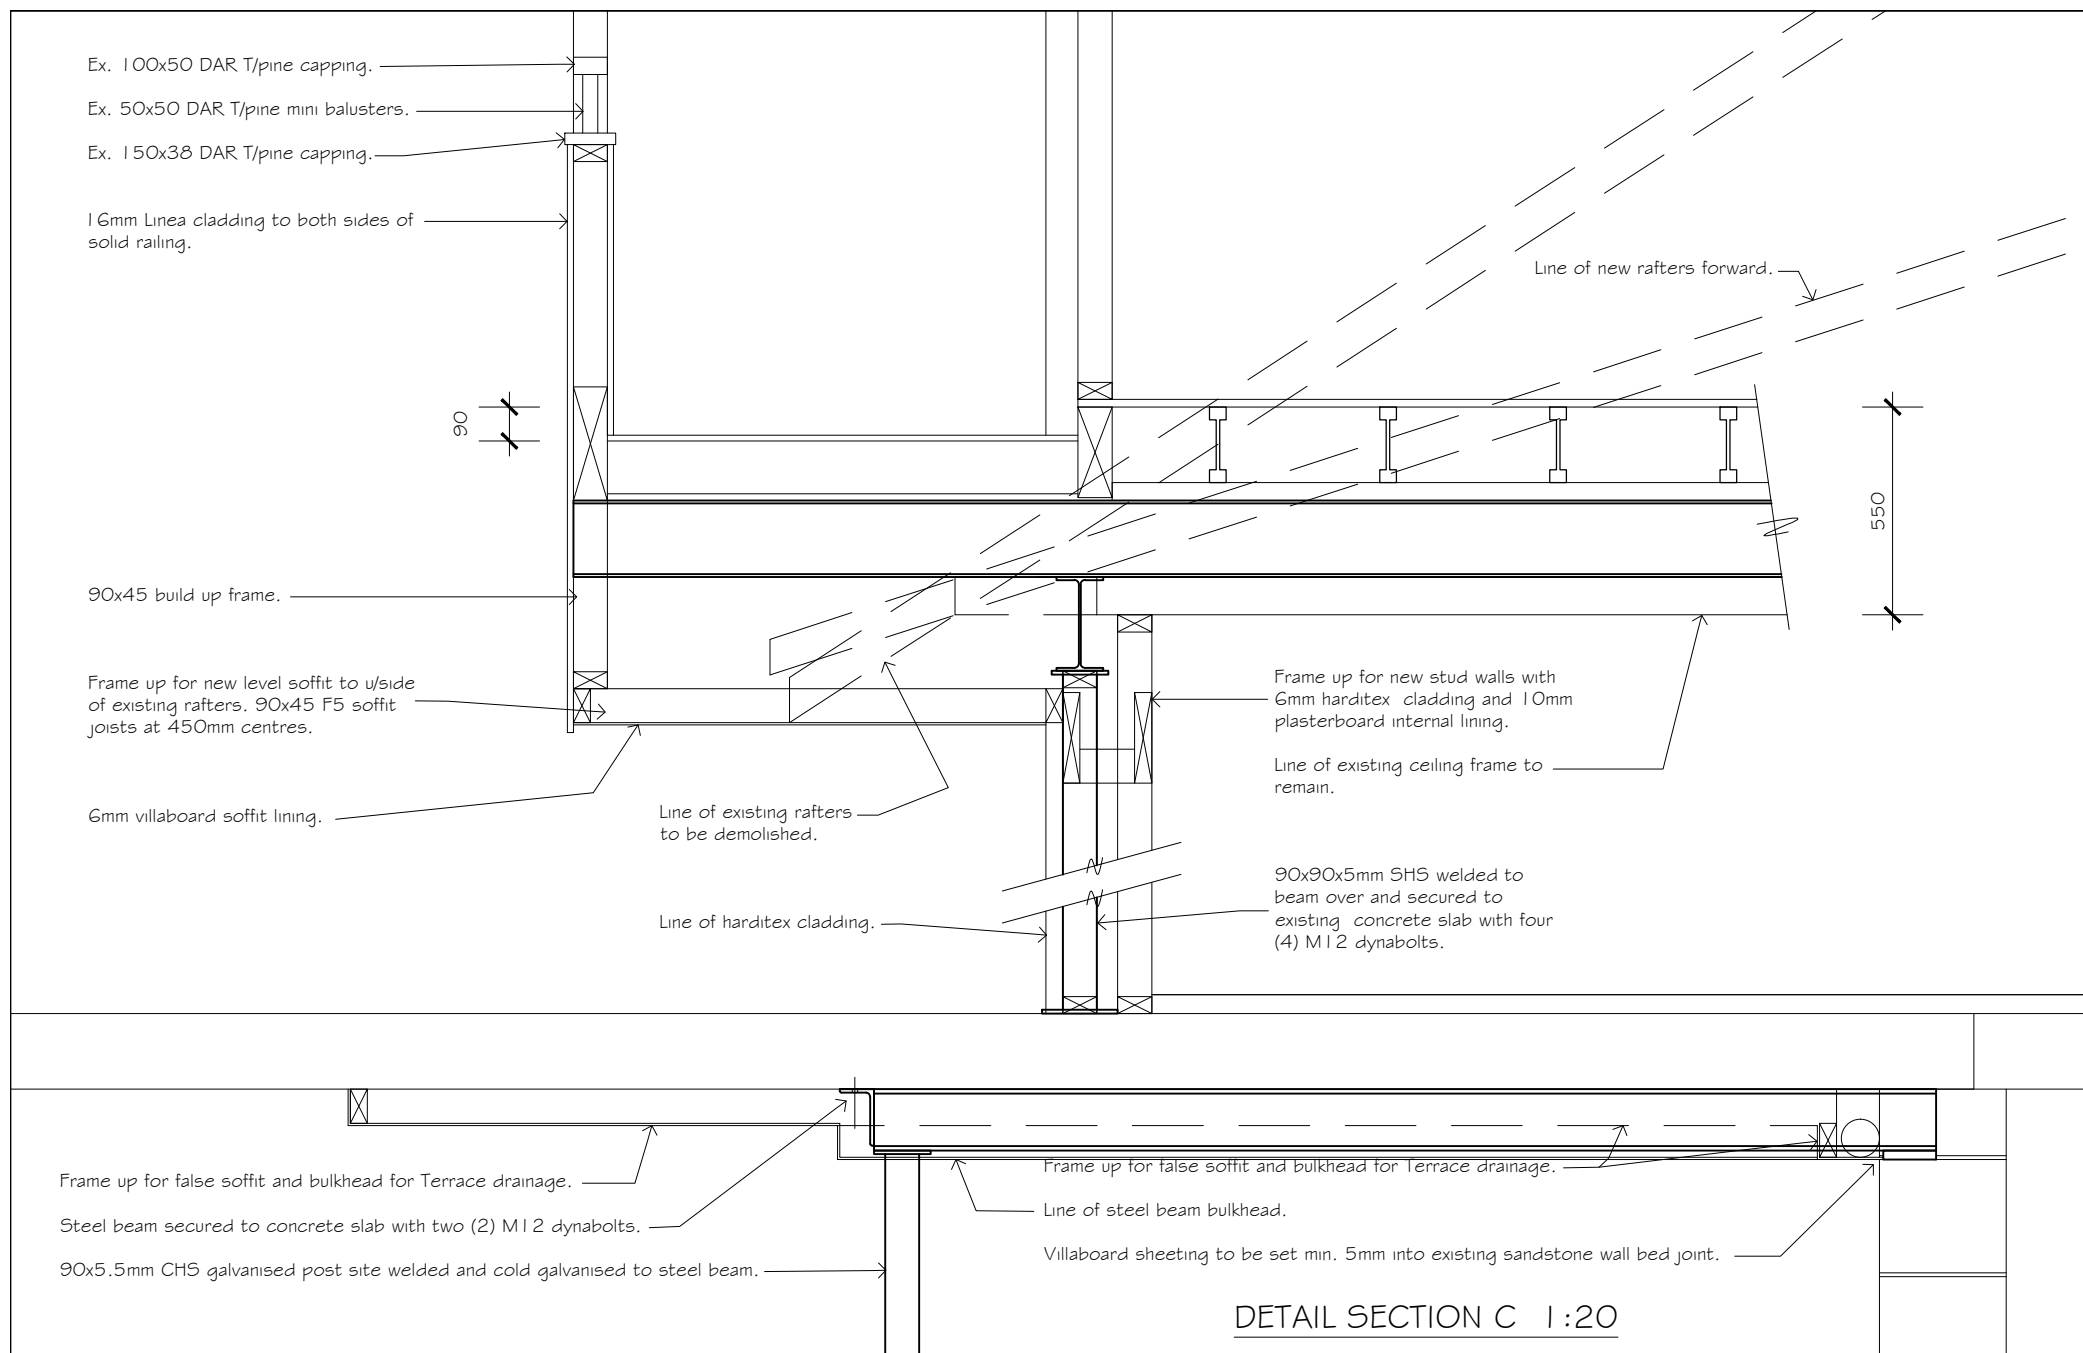 Ex. 100x50 DAR T/pine capping.
Ex. 50x50 DAR T/pine mini balusters.
Ex. 150x38 DAR T/pine capping.
16mm Linea cladding to both sides of
solid railing.
Line of new rafters forward.
90
550
90x45 build up frame.
Frame up for new level soffit to u/side
of existing rafters. 90x45 F5 soffit
joists at 450mm centres.
6mm villaboard soffit lining.
Line of existing rafters
to be demolished.
Line of harditex cladding.
Frame up for new stud walls with
6mm harditex cladding and 10mm
plasterboard internal lining.
Line of existing ceiling frame to
remain.
90x90x5mm SHS welded to
beam over and secured to
existing concrete slab with four
(4) M12 dynabolts.
Frame up for false soffit and bulkhead for Terrace drainage.
Steel beam secured to concrete slab with two (2) M12 dynabolts.
90x5.5mm CHS galvanised post site welded and cold galvanised to steel beam.
Frame up for false soffit and bulkhead for Terrace drainage.
Line of steel beam bulkhead.
Villaboard sheeting to be set min. 5mm into existing sandstone wall bed joint.
DETAIL SECTION C 1:20